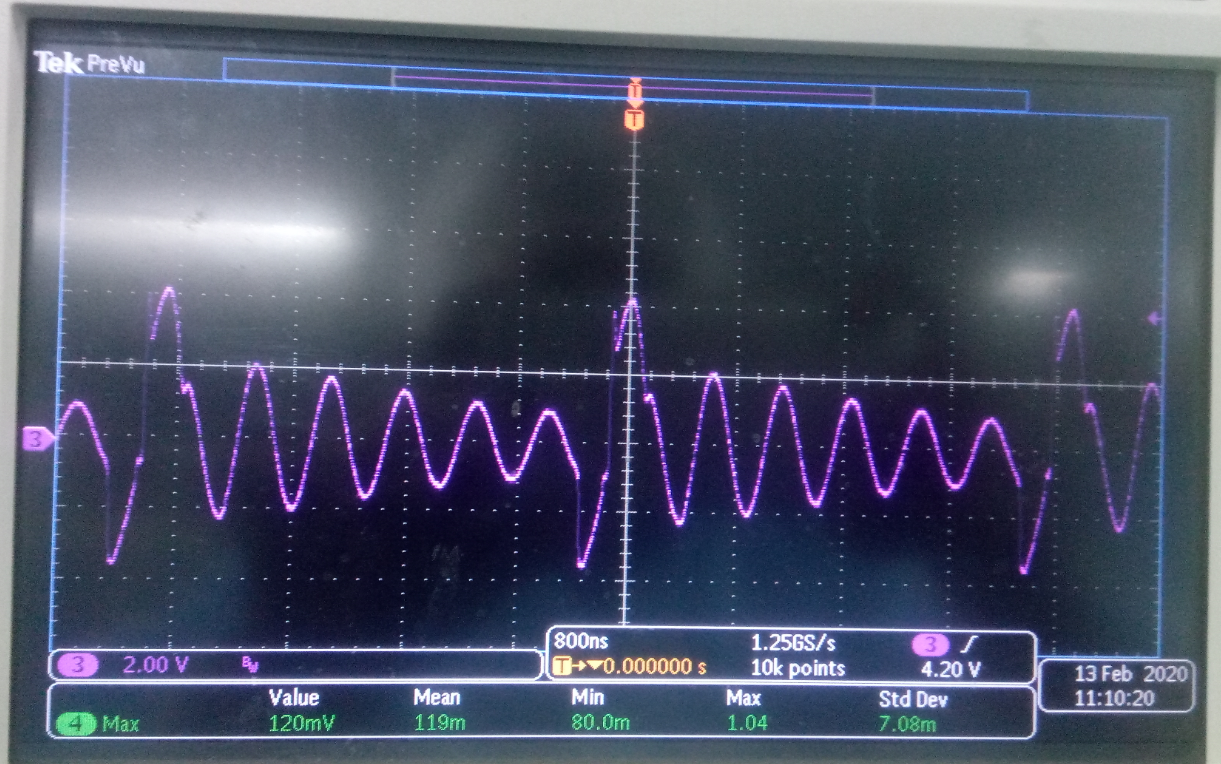 Tek PreVu
T
T
3
3 2.00 V BW
800ns 1.25GS/s 3
T 0.000000 s 10k points 4.20 V
Value Mean Min Max Std Dev
4 Max 120mV 119m 80.0m 1.04 7.08m
13 Feb 2020
11:10:20